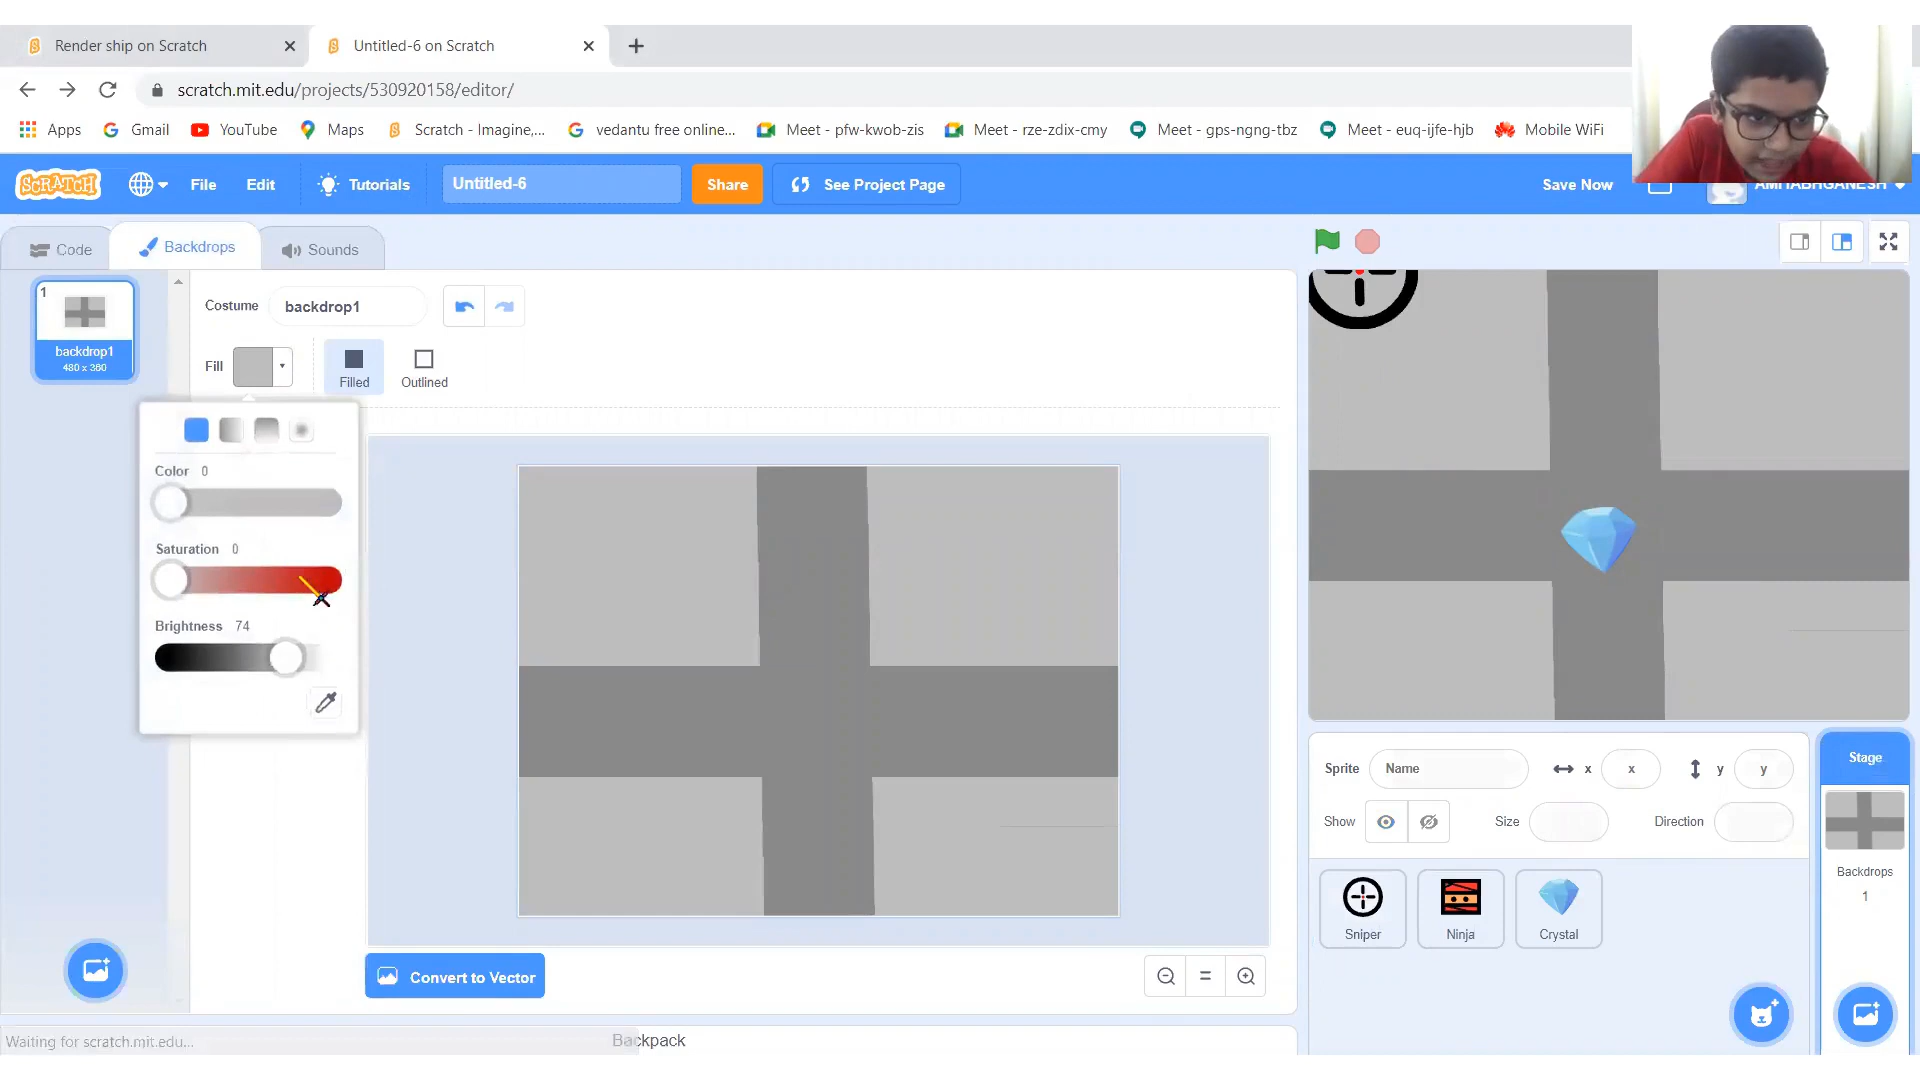 Render ship on Scratch
Untitled-6 on Scratch
scratch.mit.edu/projects/530920158/editor/
Apps
Gmail
YouTube
Maps
Scratch - Imagine,...
vedantu free online...
Meet - pfw-kwob-zis
Meet - rze-zdix-cmy
Meet - gps-ngng-tbz
Meet - euq-ijfe-hjb
Mobile WiFi
SCRATCH
File
Edit
Tutorials
Untitled-6
Share
See Project Page
Save Now
AMITABHGANESH
Code
Backdrops
Sounds
1
backdrop1
480 x 360
Costume
backdrop1
Fill
Filled
Outlined
Color 0
Saturation 0
Brightness 74
Convert to Vector
Sprite
Name
x
x
y
y
Show
Size
Direction
Sniper
Ninja
Crystal
Stage
Backdrops
1
Waiting for scratch.mit.edu...
Backpack